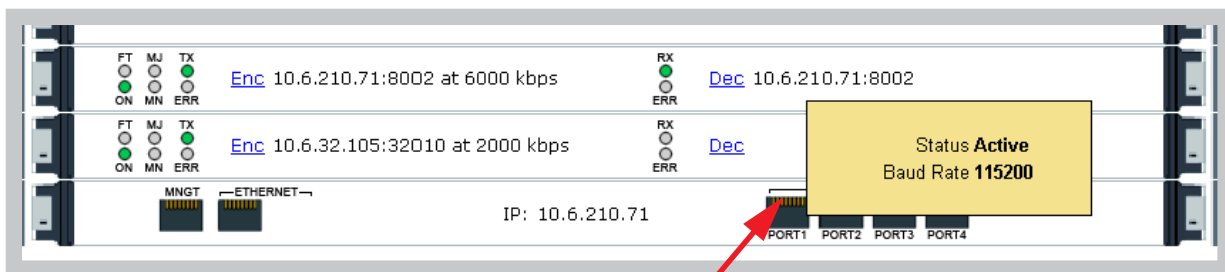 FT MJ TX RX
Enc 10.6.210.71:8002 at 6000 kbps Dec 10.6.210.71:8002
ON MN ERR ERR
FT MJ TX RX
Enc 10.6.32.105:32010 at 2000 kbps Dec
ON MN ERR ERR
Status Active
Baud Rate 115200
MNGT ETHERNET
IP: 10.6.210.71
PORT1 PORT2 PORT3 PORT4